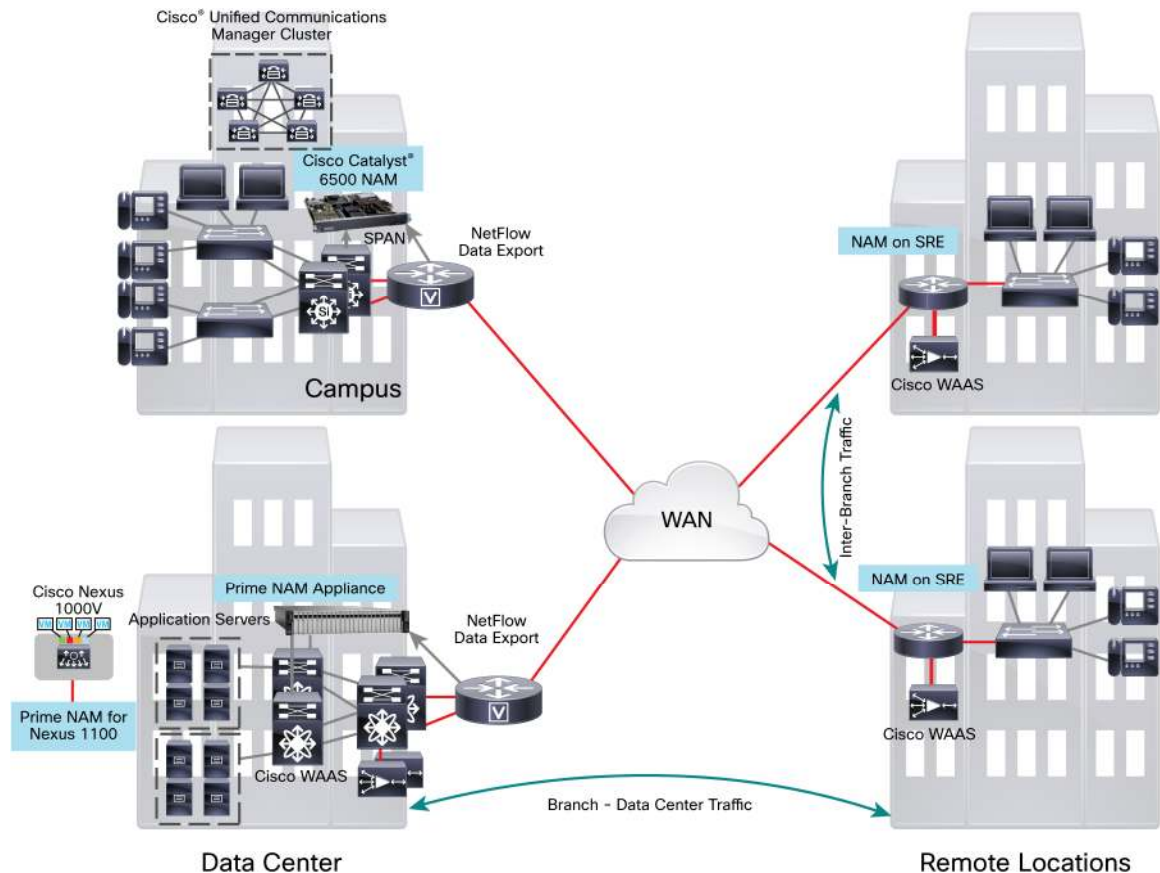 Cisco® Unified Communications
Manager Cluster
Cisco Catalyst®
6500 NAM
SPAN
NetFlow
Data Export
SI
V
Campus
NAM on SRE
Cisco WAAS
WAN
Inter-Branch Traffic
NAM on SRE
Cisco WAAS
Cisco Nexus
1000V
VM VM VM VM
Prime NAM for
Nexus 1100
Application Servers
Prime NAM Appliance
NetFlow
Data Export
V
Cisco WAAS
Branch - Data Center Traffic
Data Center
Remote Locations